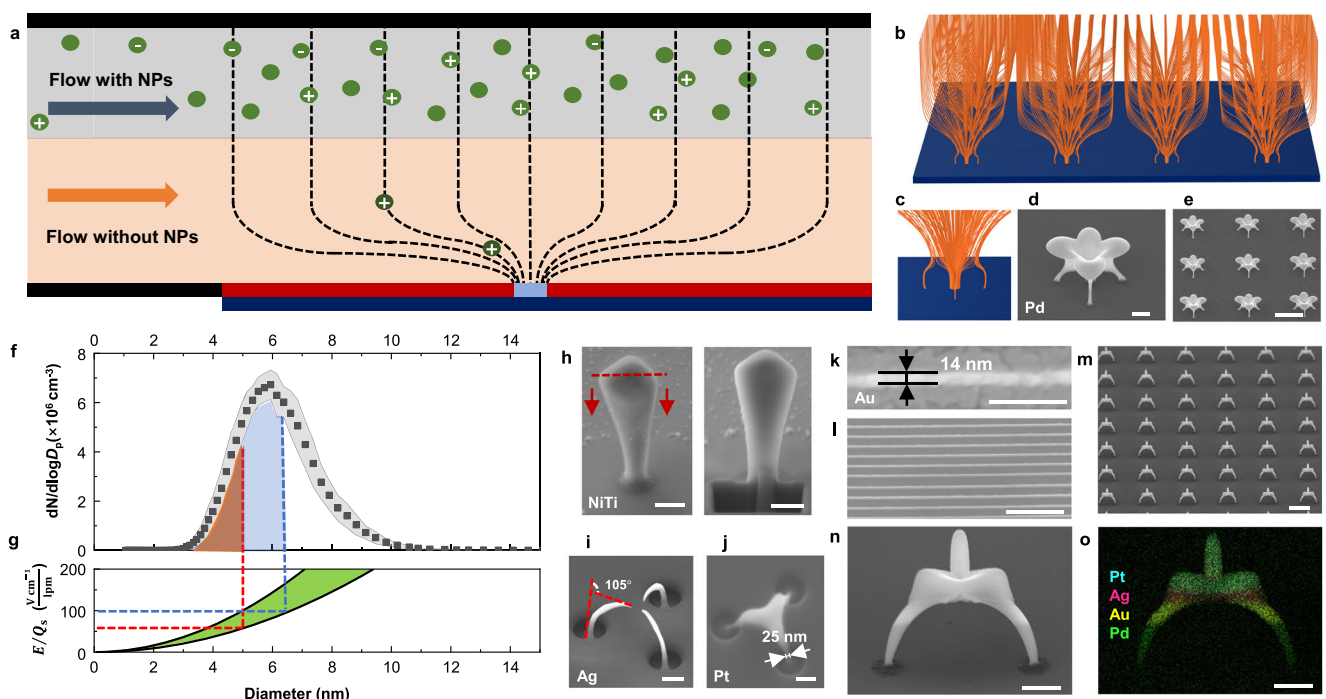 a
Flow with NPs
Flow without NPs
b
c
d
Pd
e
f
0 2 4 6 8 10 12 14
dN/dlogDp(×10⁶ cm⁻³)
8
6
4
2
0
g
E/Qs (V cm⁻¹/lpm)
200
100
0
0 2 4 6 8 10 12 14
Diameter (nm)
h
NiTi
i
105°
Ag
j
25 nm
Pt
k
14 nm
Au
l
m
n
o
Pt
Ag
Au
Pd